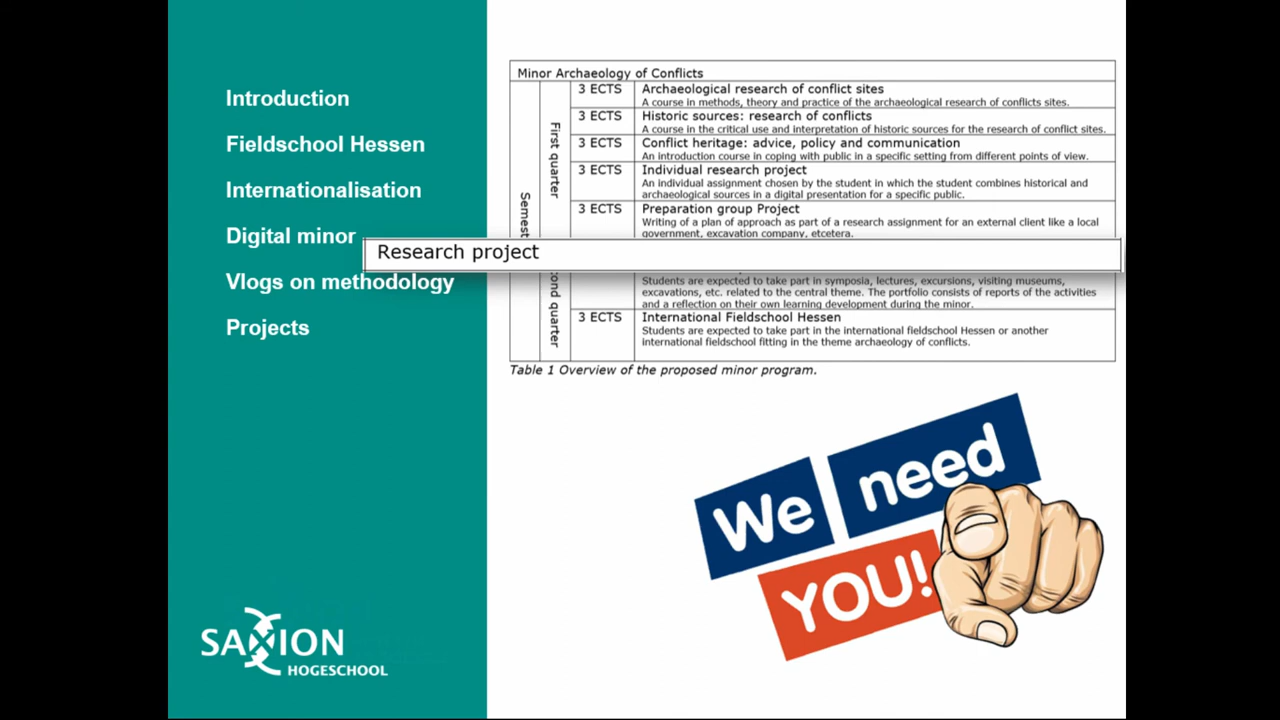 Introduction
Fieldschool Hessen
Internationalisation
Digital minor
Vlogs on methodology
Projects
SAXION
HOGESCHOOL
Minor Archaeology of Conflicts
First quarter
3 ECTS Archaeological research of conflict sites
A course in methods, theory and practice of the archaeological research of conflicts sites.
3 ECTS Historic sources: research of conflicts
A course in the critical use and interpretation of historic sources for the research of conflict sites.
3 ECTS Conflict heritage: advice, policy and communication
An introduction course in coping with public in a specific setting from different points of view.
3 ECTS Individual research project
An individual assignment chosen by the student in which the student combines historical and
archaeological sources in a digital presentation for a specific public.
3 ECTS Preparation group Project
Writing of a plan of approach as part of a research assignment for an external client like a local
government, excavation company, etcetera.
Research project
Students are expected to take part in symposia, lectures, excursions, visiting museums,
excavations, etc. related to the central theme. The portfolio consists of reports of the activities
and a reflection on their own learning development during the minor.
quarter
3 ECTS International Fieldschool Hessen
Students are expected to take part in the international fieldschool Hessen or another
international fieldschool fitting in the theme archaeology of conflicts.
Table 1 Overview of the proposed minor program.
We need
YOU!